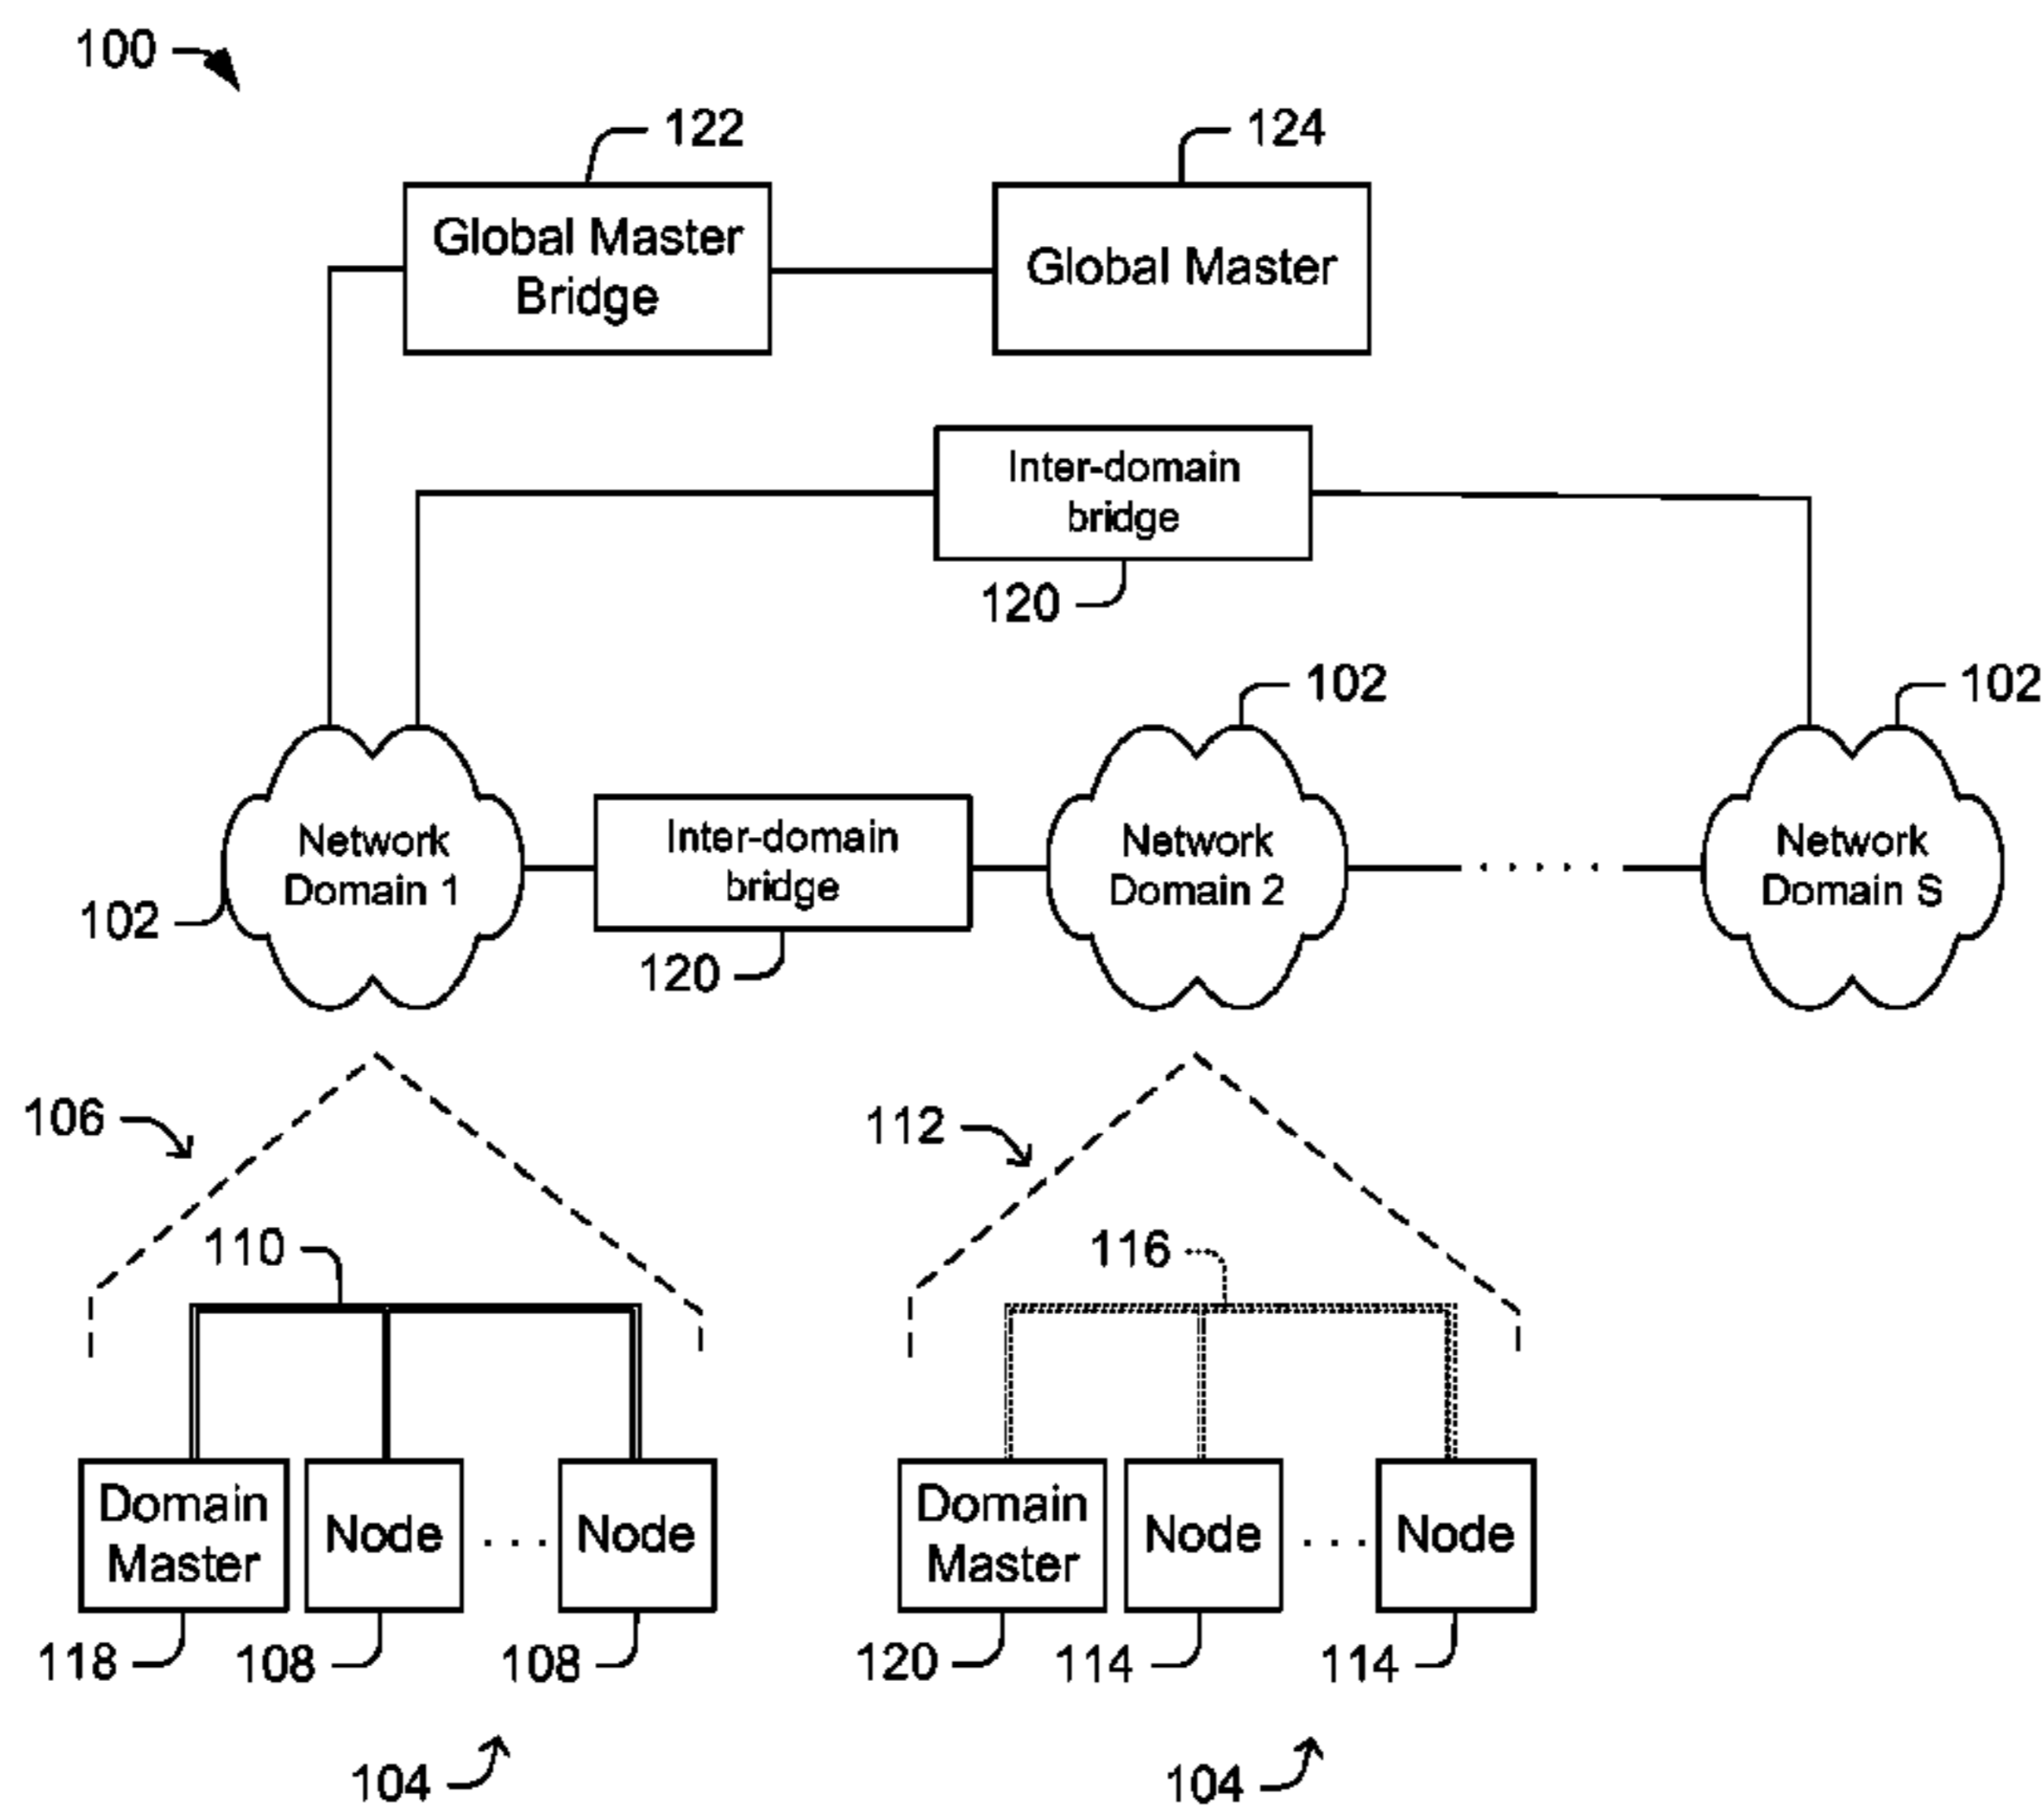 100
122
124
Global Master
Bridge
Global Master
Inter-domain
bridge
120
102
102
Network
Domain 1
Inter-domain
bridge
Network
Domain 2
. . . . .
Network
Domain S
102
120
106
112
110
116
Domain
Master
Node
. . .
Node
Domain
Master
Node
. . .
Node
118
108
108
120
114
114
104
104